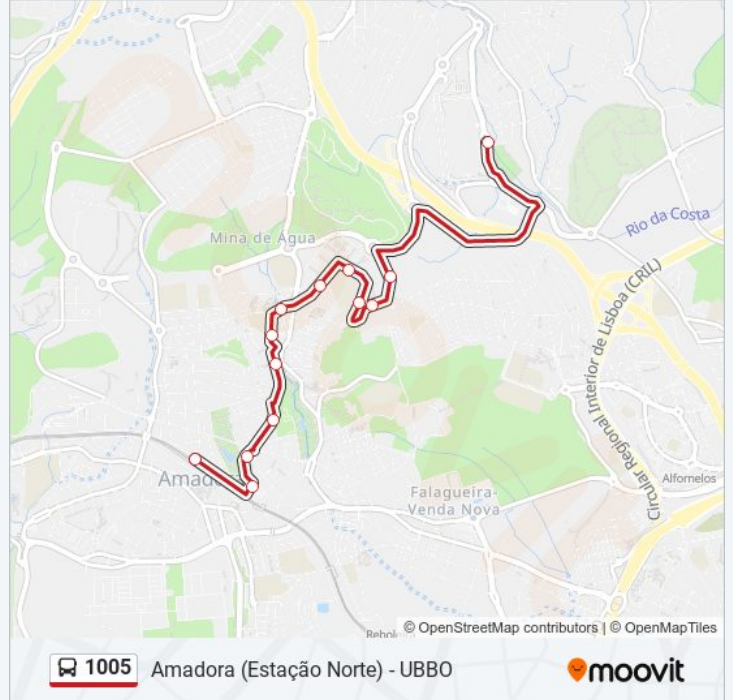 Mina de Água
Rio da Costa
Circular Regional Interior de Lisboa (CRIL)
Amadora
Falagueira-
Venda Nova
Alfornelos
© OpenStreetMap contributors | © OpenMapTiles
1005 Amadora (Estação Norte) - UBBO
moovit